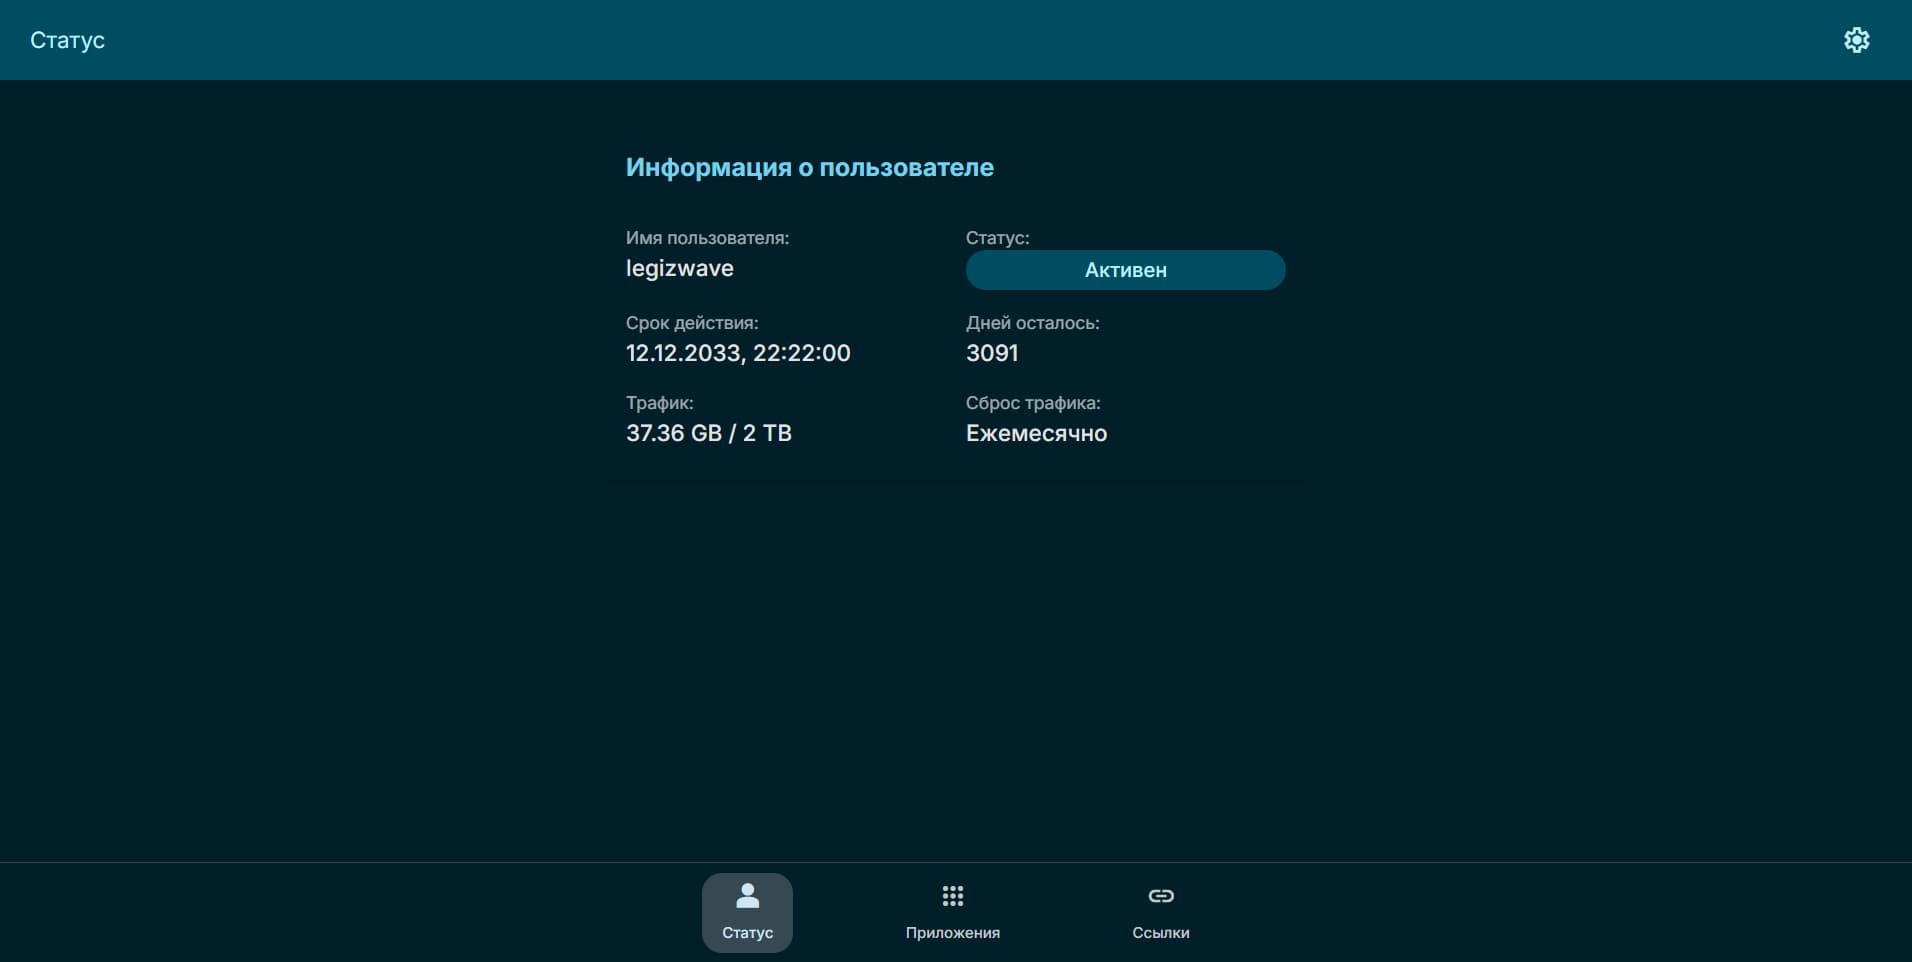 Статус
Информация о пользователе
Имя пользователя:
legizwave
Статус:
Активен
Срок действия:
12.12.2033, 22:22:00
Дней осталось:
3091
Трафик:
37.36 GB / 2 TB
Сброс трафика:
Ежемесячно
Статус
Приложения
Ссылки